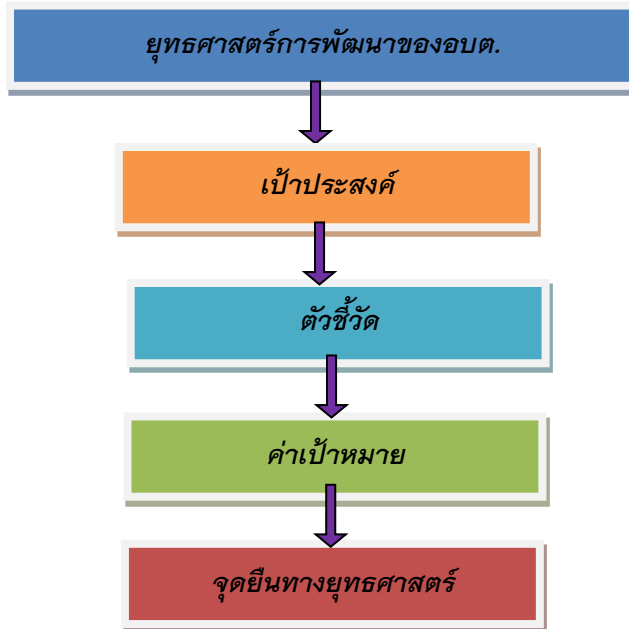 ยุทธศาสตร์การพัฒนาของอบต.
เป้าประสงค์
ตัวชี้วัด
ค่าเป้าหมาย
จุดยืนทางยุทธศาสตร์